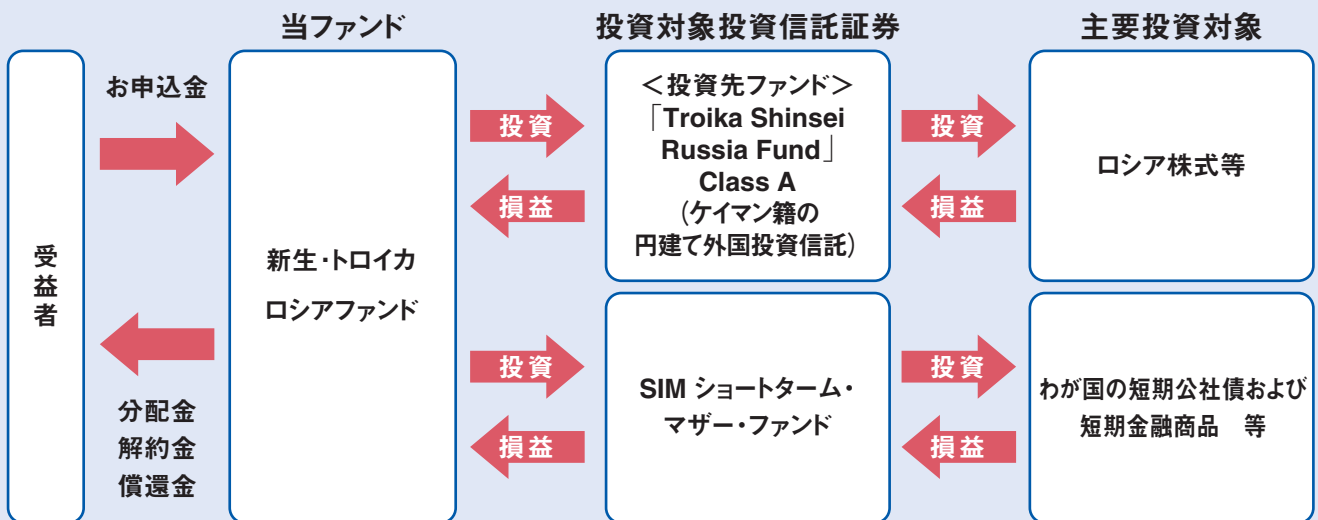 当ファンド
投資対象投資信託証券
主要投資対象
受益者
お申込金
分配金
解約金
償還金
新生・トロイカ
ロシアファンド
投資
損益
<投資先ファンド>
「Troika Shinsei
Russia Fund」
Class A
(ケイマン籍の
円建て外国投資信託)
投資
損益
ロシア株式等
投資
損益
SIM ショートターム・
マザー・ファンド
投資
損益
わが国の短期公社債および
短期金融商品　等